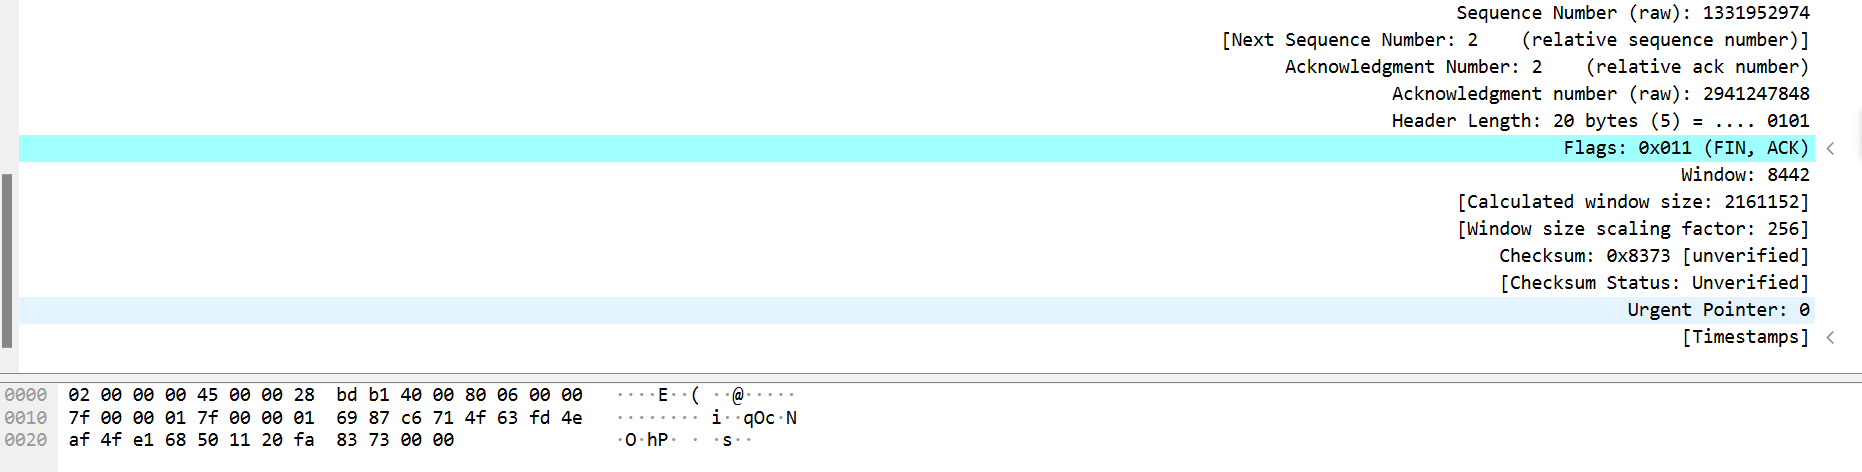 Sequence Number (raw): 1331952974
[Next Sequence Number: 2    (relative sequence number)]
Acknowledgment Number: 2    (relative ack number)
Acknowledgment number (raw): 2941247848
Header Length: 20 bytes (5) = .... 0101
Flags: 0x011 (FIN, ACK)
Window: 8442
[Calculated window size: 2161152]
[Window size scaling factor: 256]
Checksum: 0x8373 [unverified]
[Checksum Status: Unverified]
Urgent Pointer: 0
[Timestamps]
0000  02 00 00 00 45 00 00 28  bd b1 40 00 80 06 00 00   ····E··( ··@·····
0010  7f 00 00 01 7f 00 00 01  69 87 c6 71 4f 63 fd 4e   ········ i··qOc·N
0020  af 4f e1 68 50 11 20 fa  83 73 00 00   ·O·hP· · ·s··